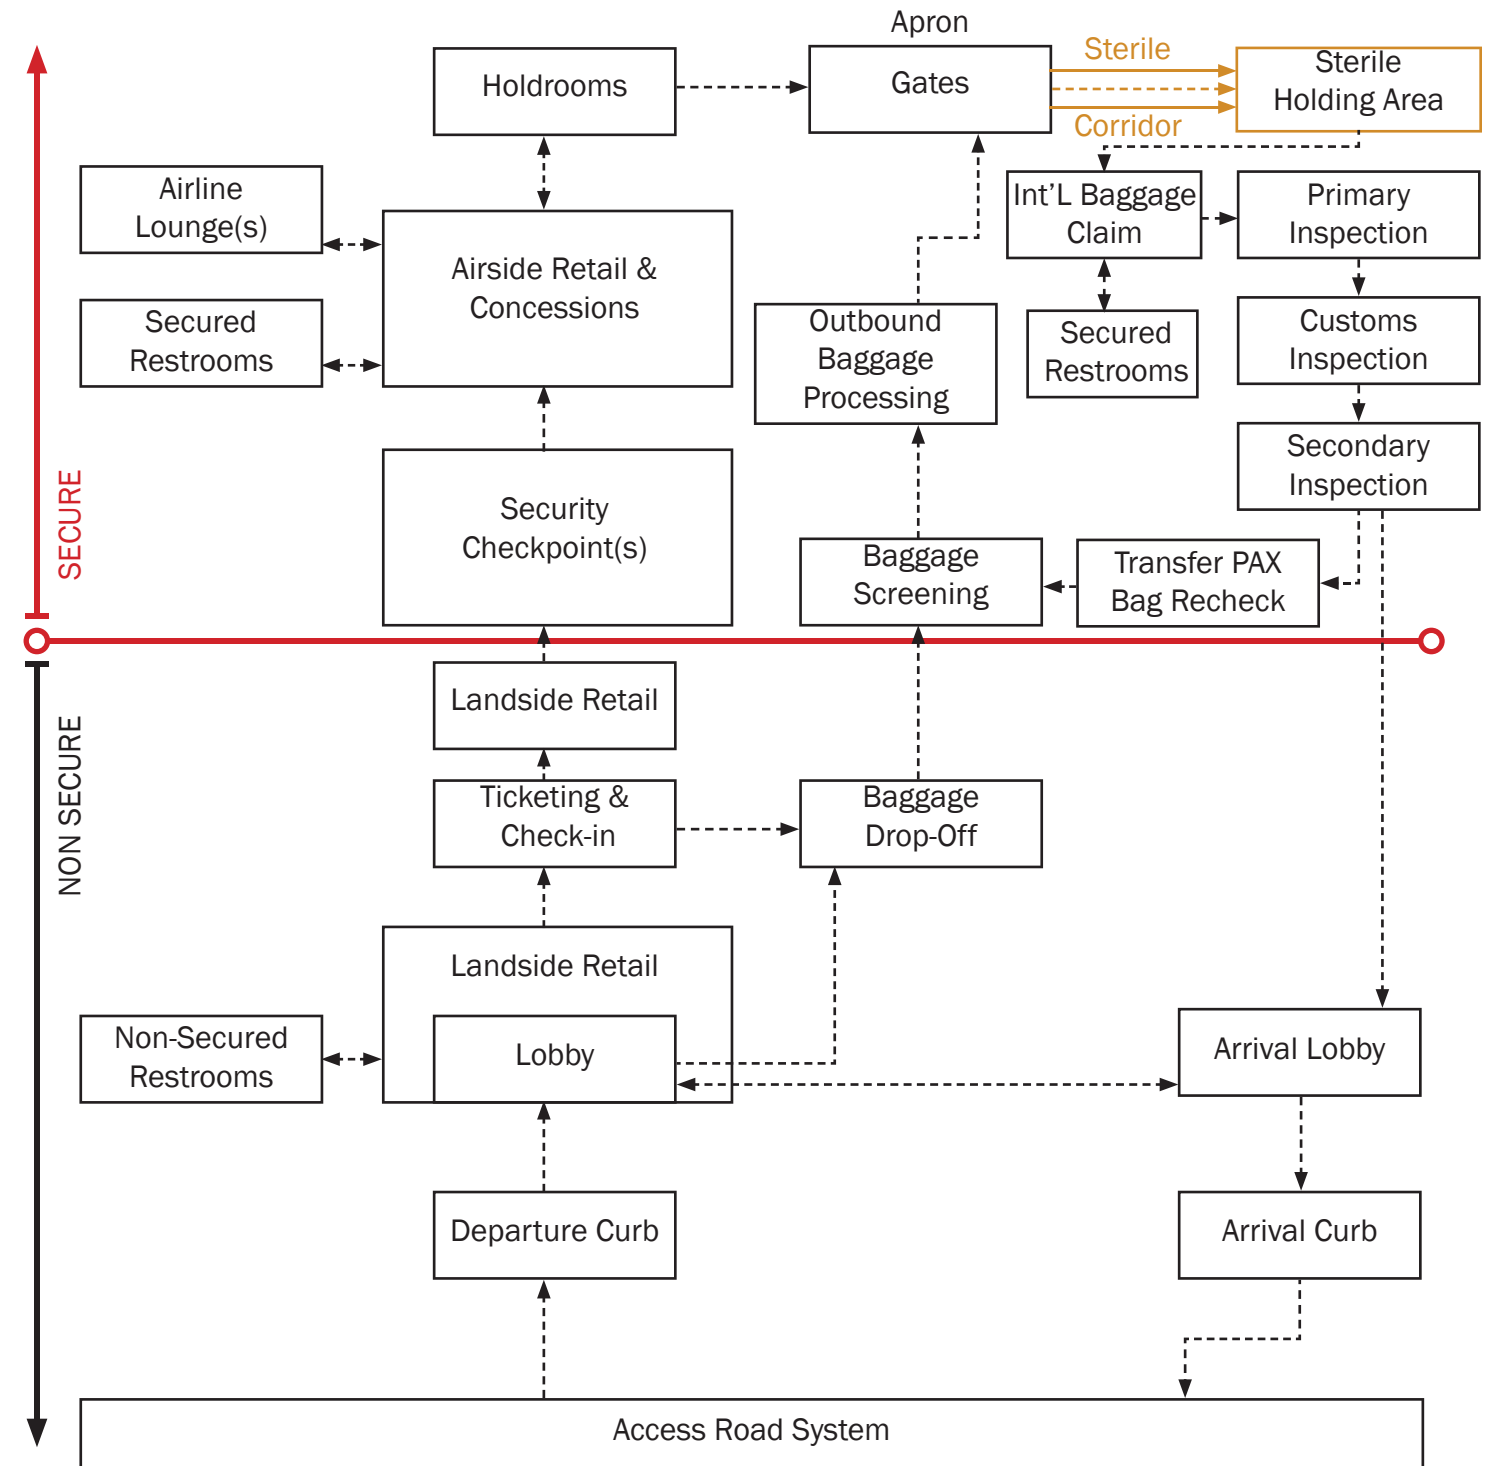 Apron
Holdrooms
Gates
Sterile
Corridor
Sterile
Holding Area
Airline
Lounge(s)
Int'L Baggage
Claim
Primary
Inspection
Airside Retail &
Concessions
Secured
Restrooms
Outbound
Baggage
Processing
Secured
Restrooms
Customs
Inspection
Secondary
Inspection
SECURE
Security
Checkpoint(s)
Baggage
Screening
Transfer PAX
Bag Recheck
NON SECURE
Landside Retail
Ticketing &
Check-in
Baggage
Drop-Off
Landside Retail
Non-Secured
Restrooms
Lobby
Arrival Lobby
Departure Curb
Arrival Curb
Access Road System